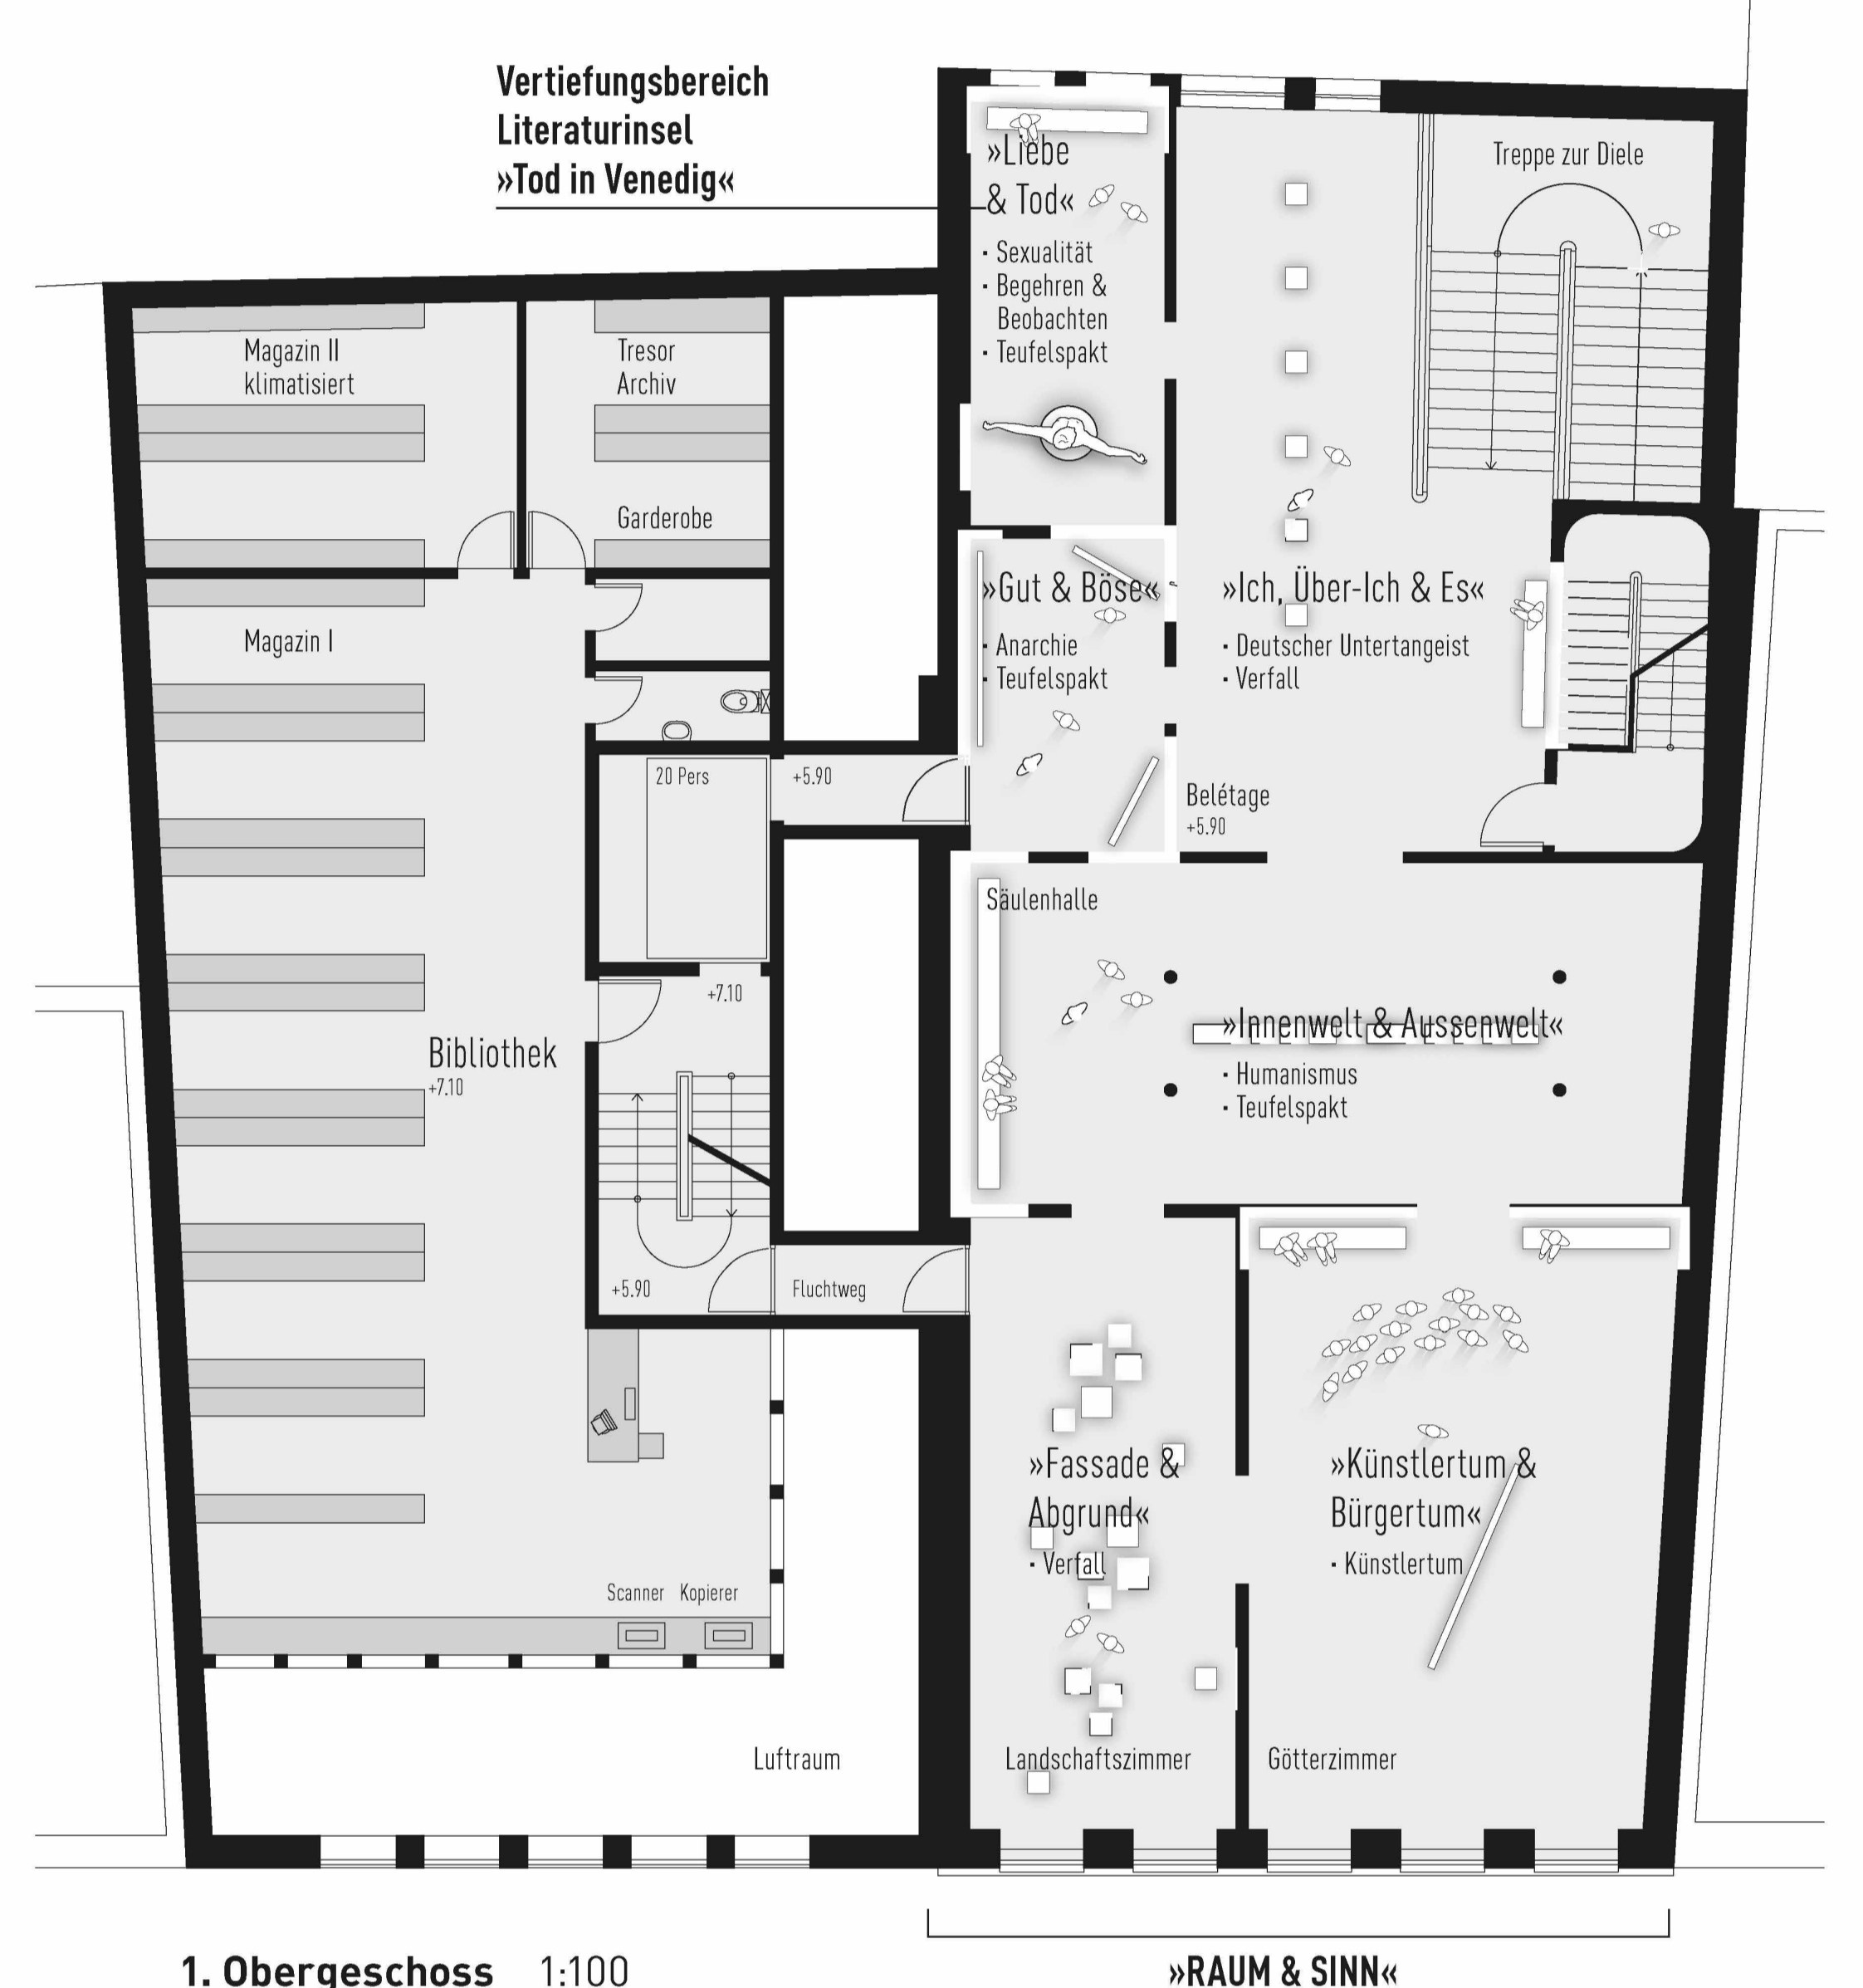 Vertiefungsbereich
Literaturinsel
»Tod in Venedig«
»Liebe
& Tod«
· Sexualität
· Begehren &
Beobachten
· Teufelspakt
Treppe zur Diele
Magazin II
klimatisiert
Tresor
Archiv
Garderobe
Magazin I
»Gut & Böse«
· Anarchie
· Teufelspakt
»Ich, Über-Ich & Es«
· Deutscher Untertangeist
· Verfall
20 Pers
+5.90
Belétage
+5.90
Säulenhalle
+7.10
Bibliothek
+7.10
»Innenwelt & Aussenwelt«
· Humanismus
· Teufelspakt
+5.90
Fluchtweg
»Fassade &
Abgrund«
· Verfall
»Künstlertum &
Bürgertum«
· Künstlertum
Scanner
Kopierer
Luftraum
Landschaftszimmer
Götterzimmer
1. Obergeschoss 1:100
»RAUM & SINN«